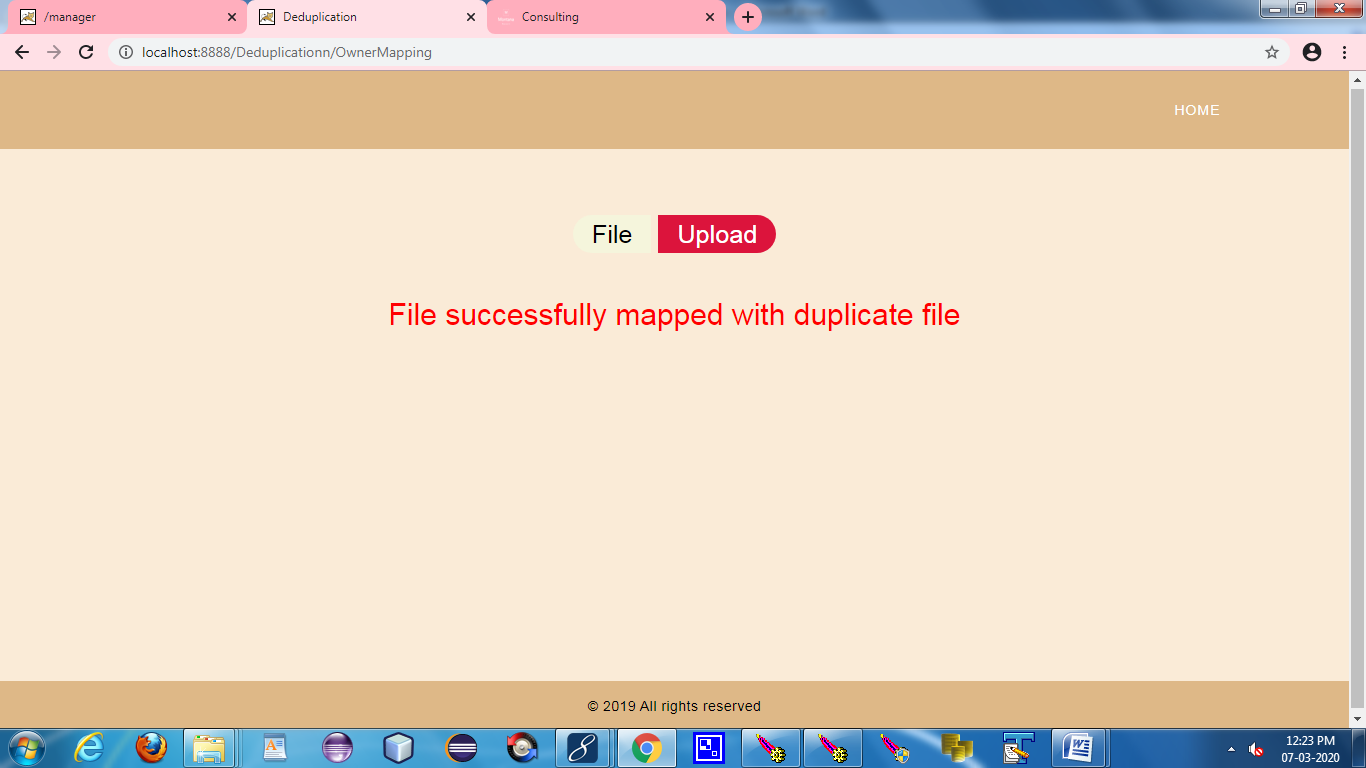 /manager
Deduplication
Consulting
localhost:8888/Deduplicationn/OwnerMapping
HOME
File Upload
File successfully mapped with duplicate file
© 2019 All rights reserved
12:23 PM
07-03-2020